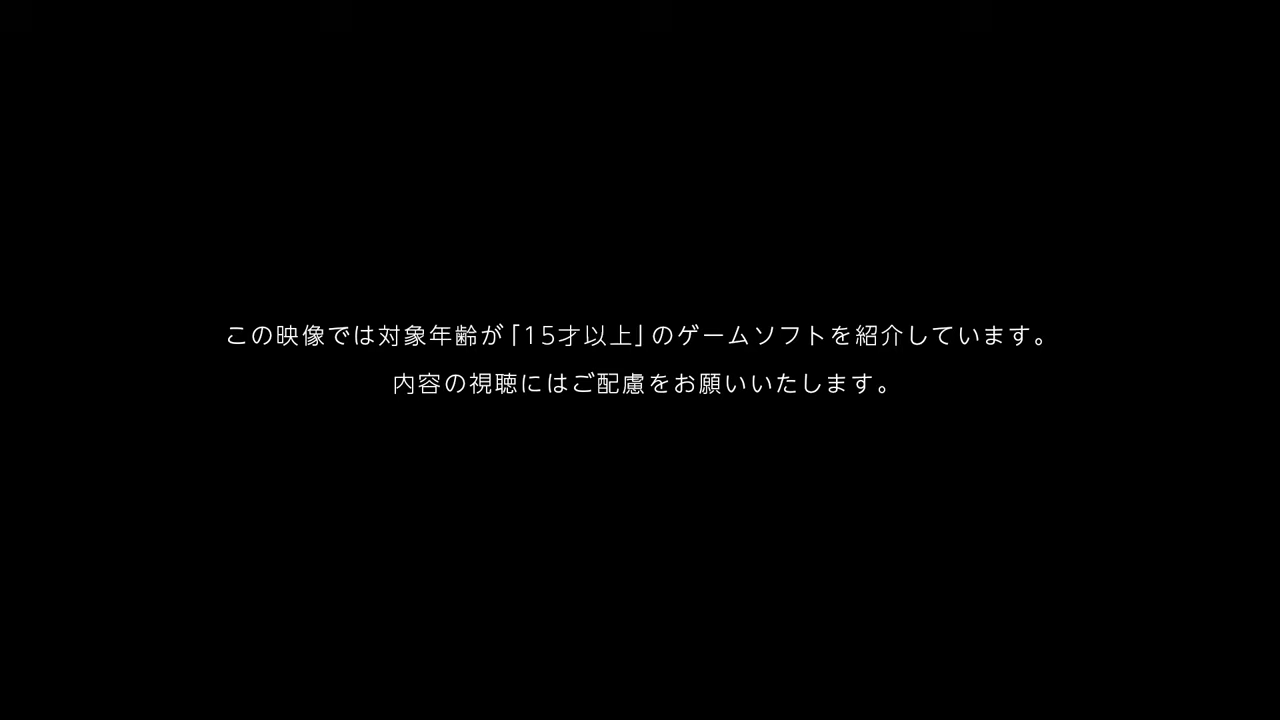 この映像では対象年齢が「15才以上」のゲームソフトを紹介しています。
内容の視聴にはご配慮をお願いいたします。